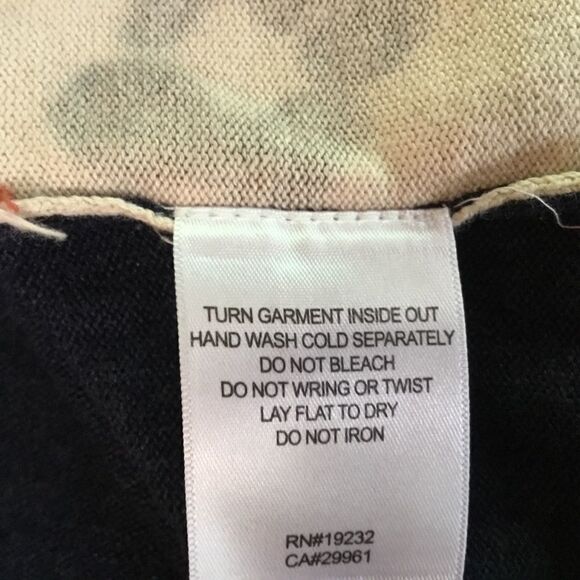 TURN GARMENT INSIDE OUT
HAND WASH COLD SEPARATELY
DO NOT BLEACH
DO NOT WRING OR TWIST
LAY FLAT TO DRY
DO NOT IRON
RN#19232
CA#29961